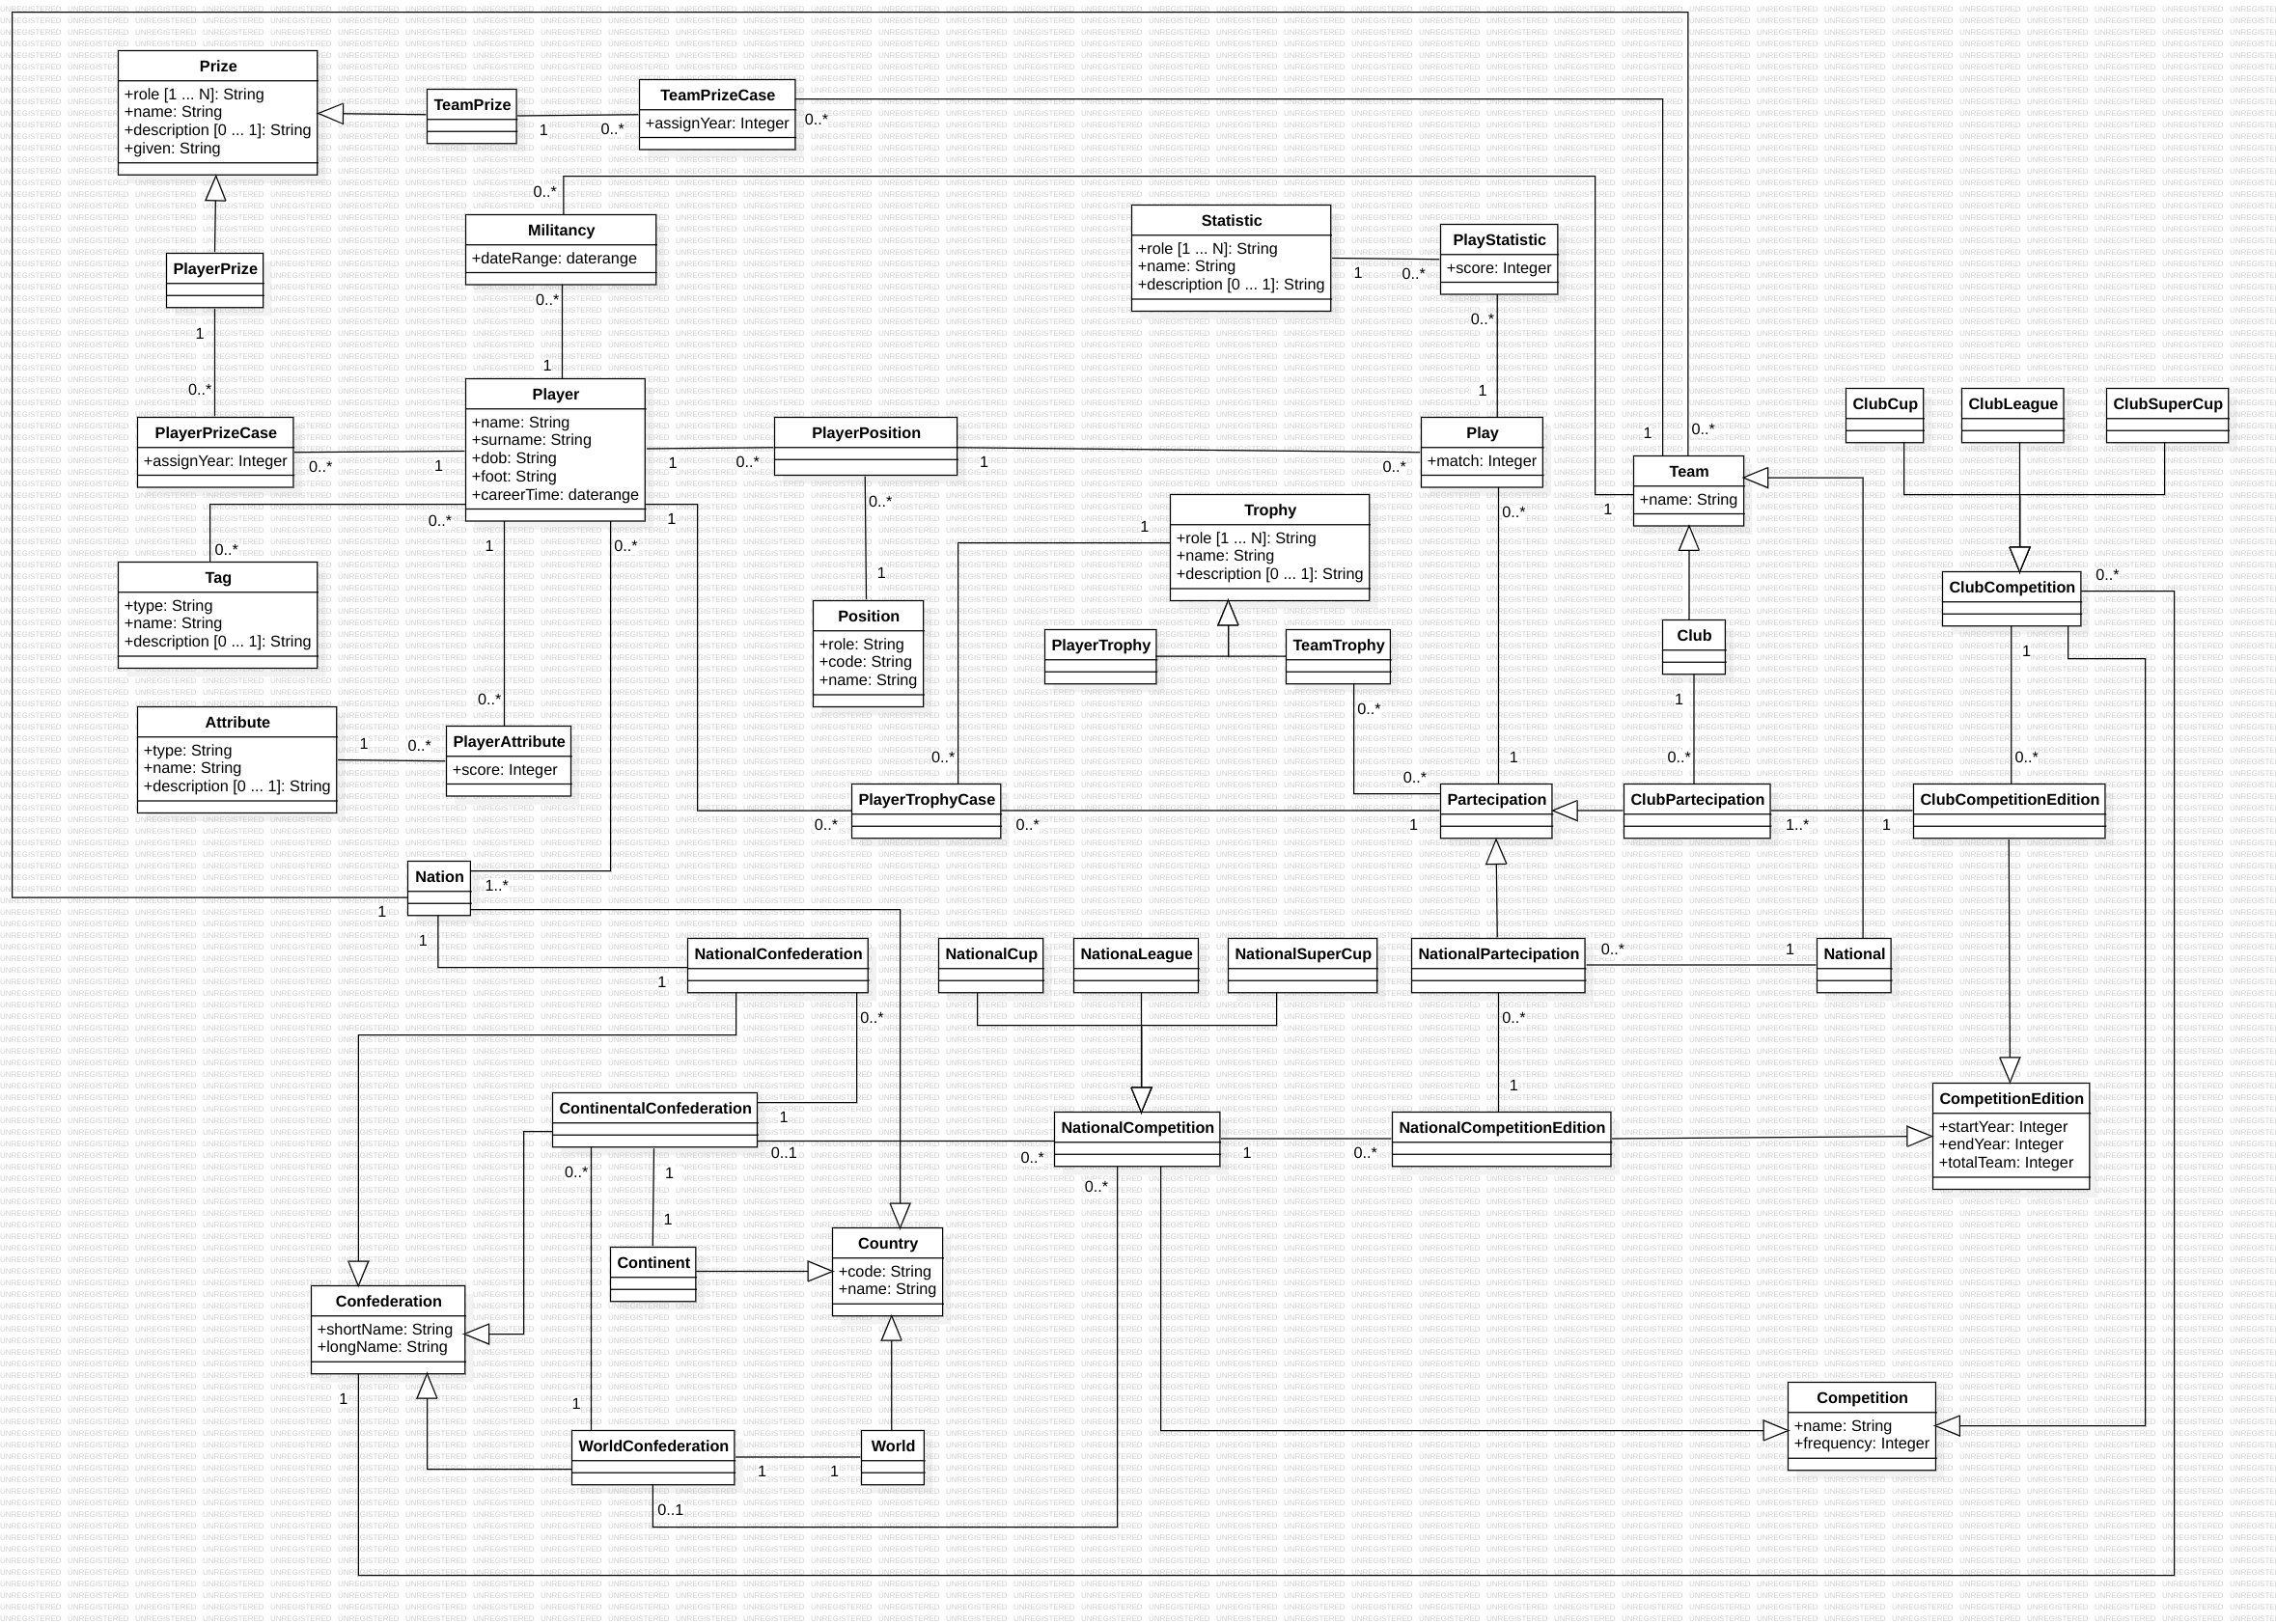 Prize
+role [1 ... N]: String
+name: String
+description [0 ... 1]: String
+given: String
TeamPrize
1
0..*
TeamPrizeCase
+assignYear: Integer
0..*
0..*
Militancy
+dateRange: daterange
0..*
1
Statistic
+role [1 ... N]: String
+name: String
+description [0 ... 1]: String
1
0..*
PlayStatistic
+score: Integer
0..*
1
PlayerPrize
1
0..*
PlayerPrizeCase
+assignYear: Integer
0..*
1
Player
+name: String
+surname: String
+dob: String
+foot: String
+careerTime: daterange
1
0..*
PlayerPosition
1
0..*
Play
+match: Integer
0..*
1
0..*
Team
+name: String
1
ClubCup
ClubLeague
ClubSuperCup
0..*
0..*
Tag
+type: String
+name: String
+description [0 ... 1]: String
1
0..*
1
0..*
1
Position
+role: String
+code: String
+name: String
1
Trophy
+role [1 ... N]: String
+name: String
+description [0 ... 1]: String
PlayerTrophy
TeamTrophy
0..*
Club
1
0..*
ClubCompetition
0..*
1
0..*
Attribute
+type: String
+name: String
+description [0 ... 1]: String
1
0..*
0..*
PlayerAttribute
+score: Integer
0..*
PlayerTrophyCase
0..*
0..*
0..*
1
Partecipation
1
ClubPartecipation
1..*
1
ClubCompetitionEdition
Nation
1..*
1
1
NationalConfederation
1
0..*
NationalCup
NationaLeague
NationalSuperCup
NationalPartecipation
0..*
1
National
0..*
1
ContinentalConfederation
1
0..1
0..*
1
1
NationalCompetition
0..*
0..*
1
0..*
NationalCompetitionEdition
CompetitionEdition
+startYear: Integer
+endYear: Integer
+totalTeam: Integer
Continent
Country
+code: String
+name: String
Confederation
+shortName: String
+longName: String
1
1
WorldConfederation
1
1
World
0..1
Competition
+name: String
+frequency: Integer